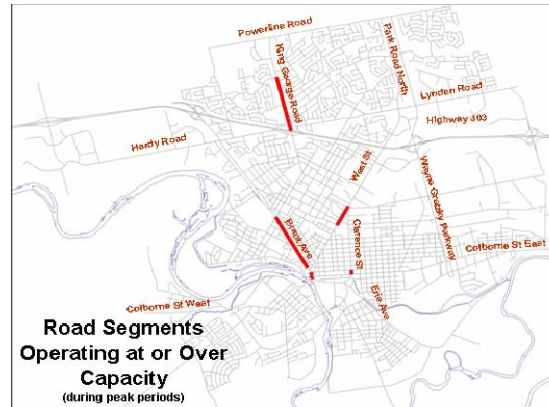 Powerline Road
King George Road
Park Road North
Lynden Road
Highway 403
Hardy Road
West St
Wayne Gretzky Parkway
Brant Ave
Clarence St
Colborne St East
Erie Ave
Colborne St West
Road Segments
Operating at or Over
Capacity
(during peak periods)